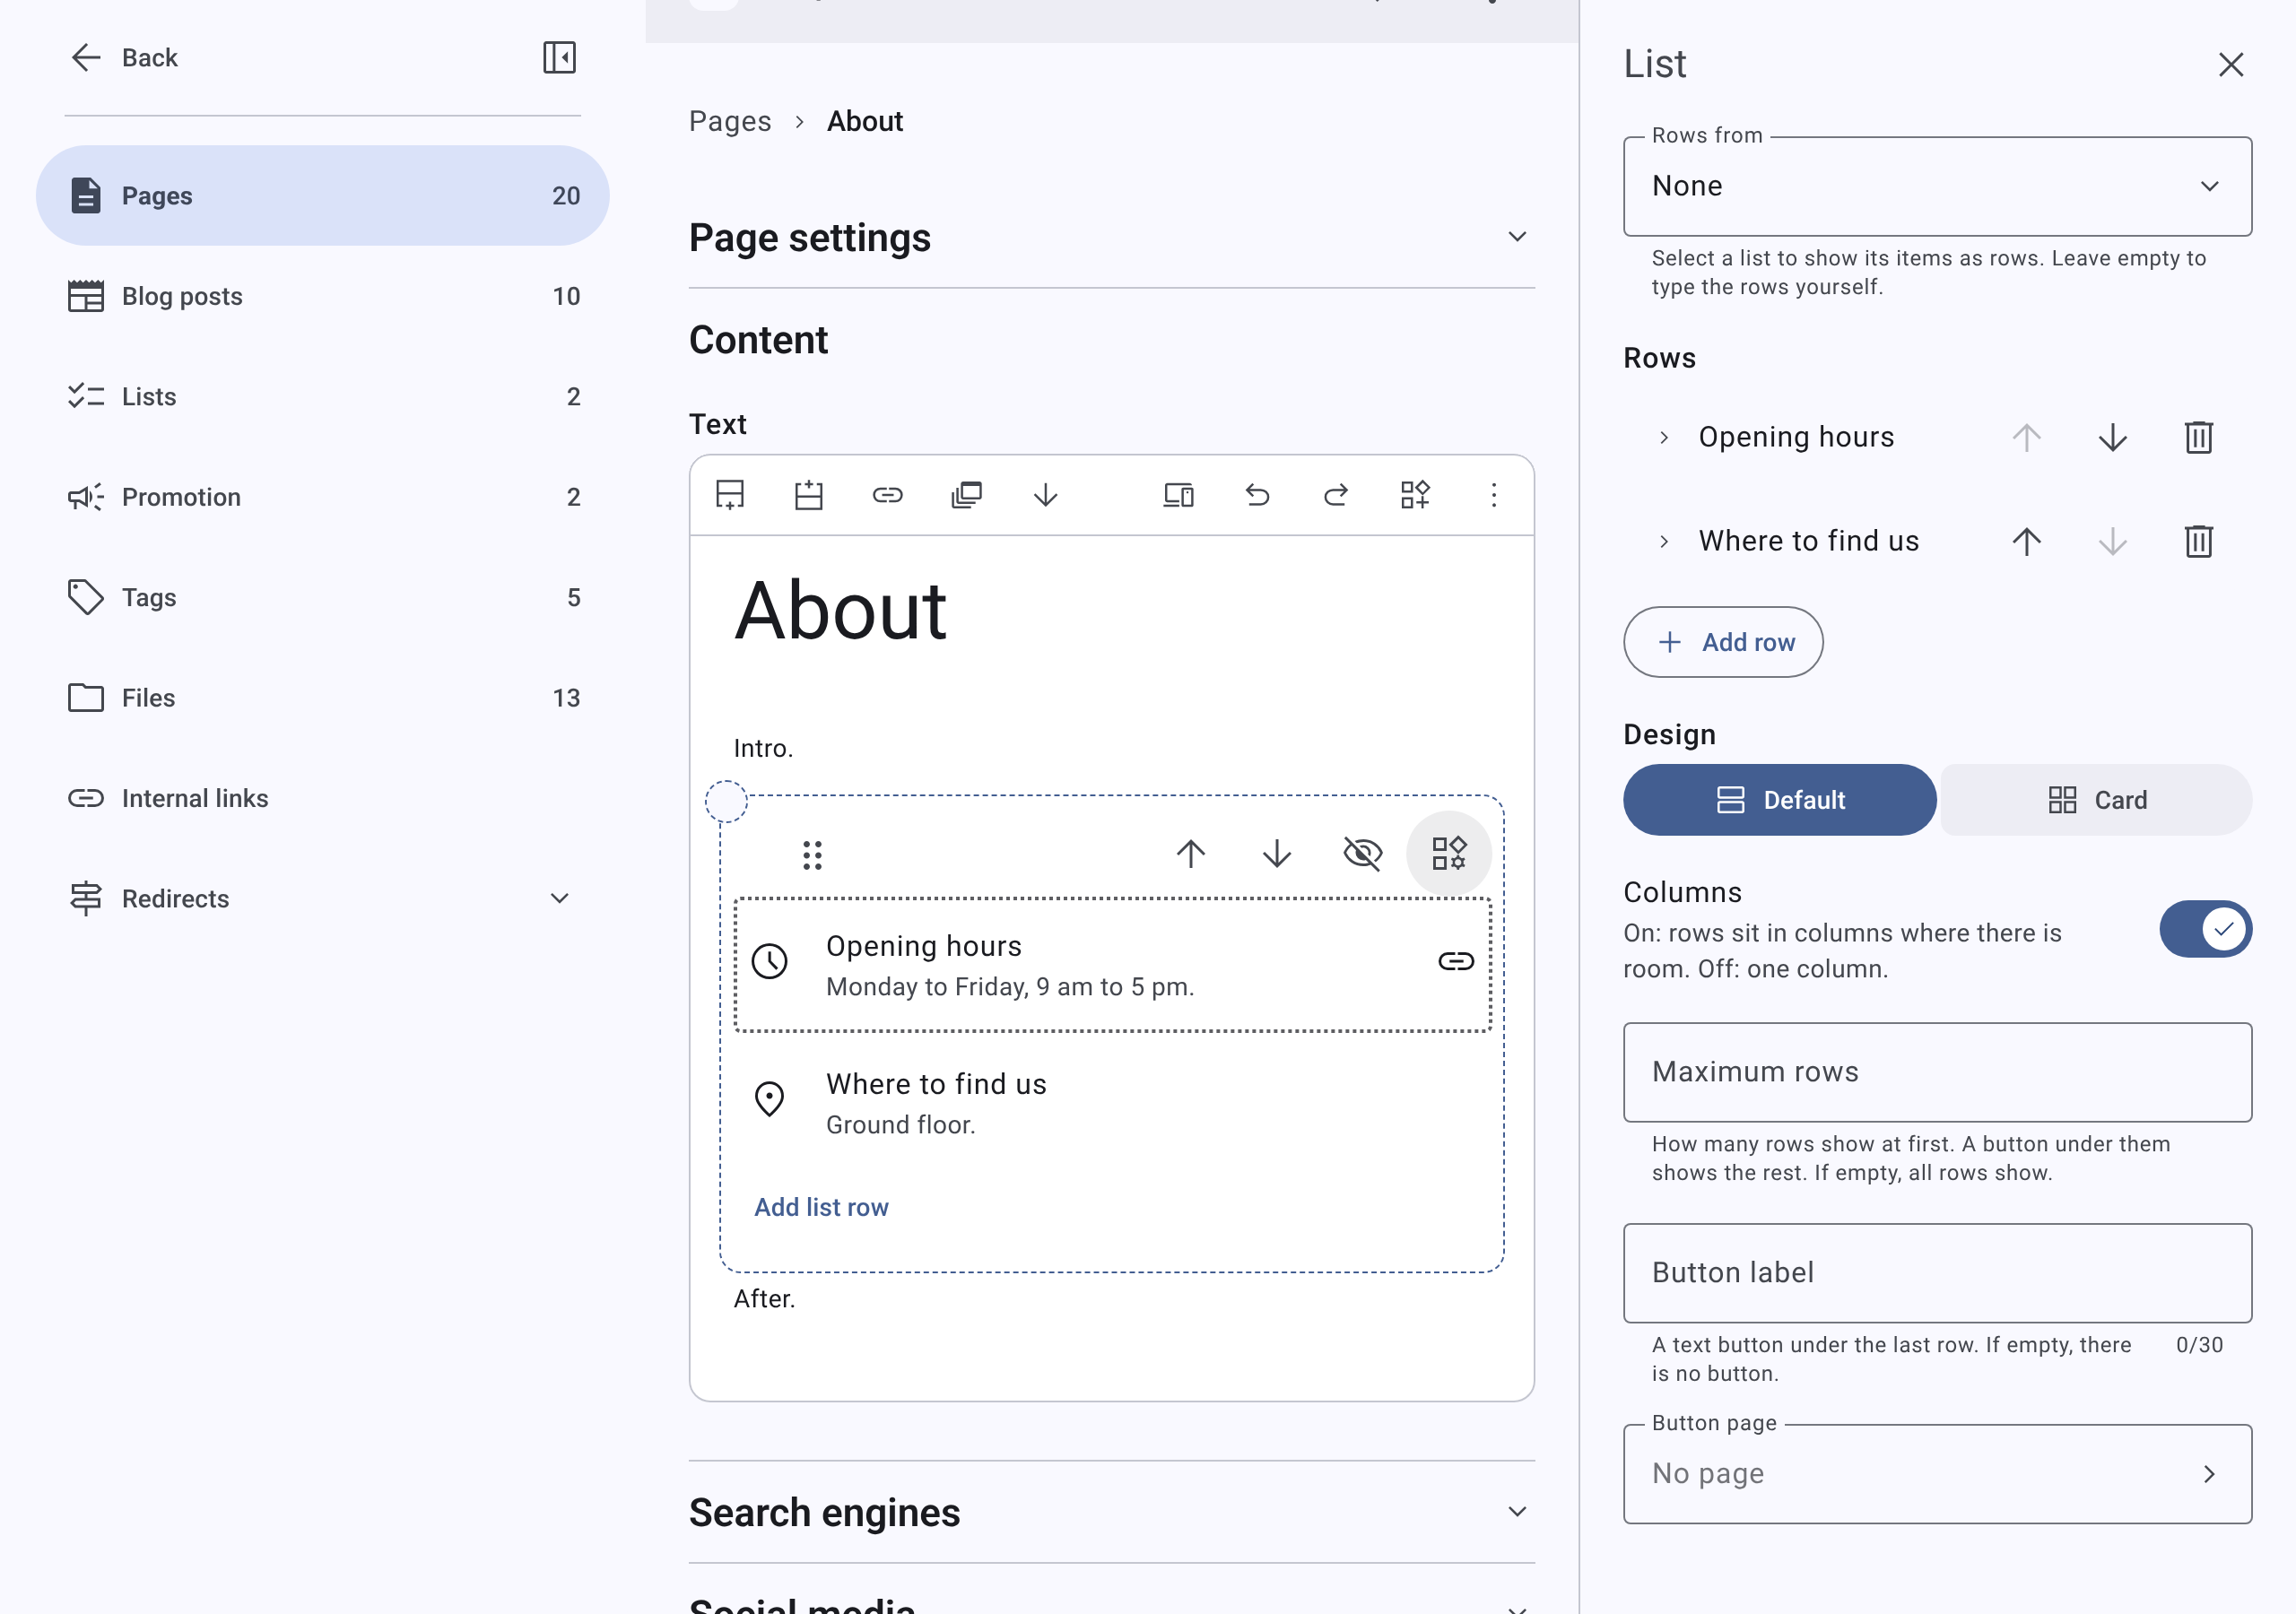 Back
Pages 20
Blog posts 10
Lists 2
Promotion 2
Tags 5
Files 13
Internal links
Redirects
Pages > About
Page settings
Content
Text
About
Intro.
Opening hours
Monday to Friday, 9 am to 5 pm.
Where to find us
Ground floor.
Add list row
After.
Search engines
Social media
List
Rows from
None
Select a list to show its items as rows. Leave empty to
type the rows yourself.
Rows
Opening hours
Where to find us
Add row
Design
Default
Card
Columns
On: rows sit in columns where there is
room. Off: one column.
Maximum rows
How many rows show at first. A button under them
shows the rest. If empty, all rows show.
Button label
A text button under the last row. If empty, there 0/30
is no button.
Button page
No page